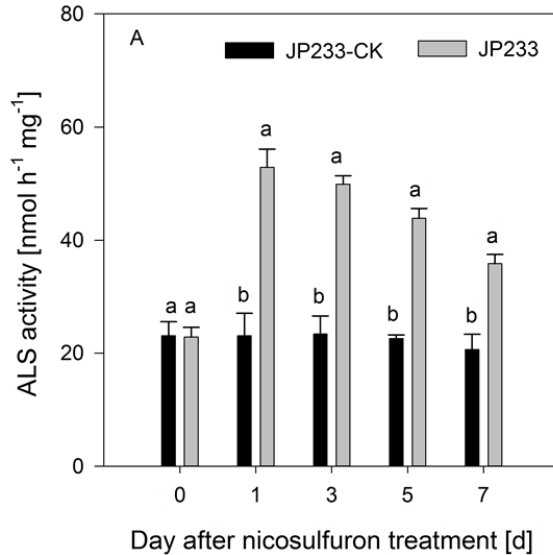 80
A
JP233-CK
JP233
60
40
20
0
ALS activity [nmol h⁻¹ mg⁻¹]
a a
b a
b a
b a
b a
0 1 3 5 7
Day after nicosulfuron treatment [d]